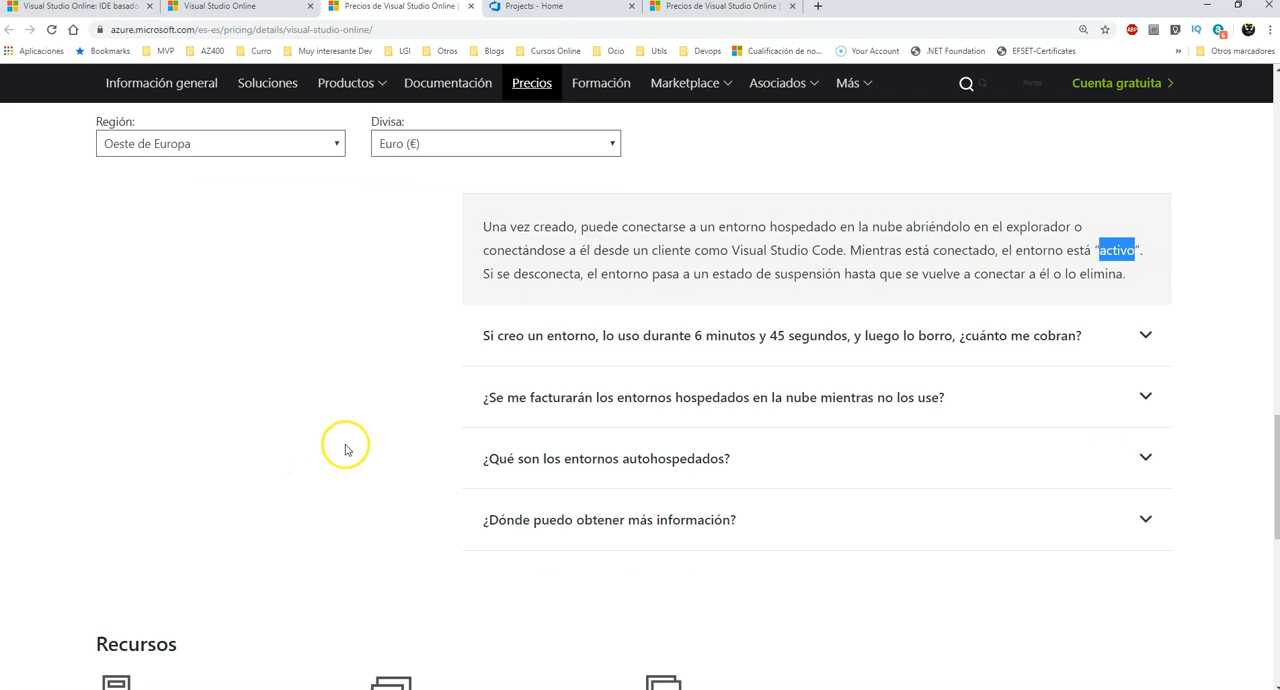 Visual Studio Online: IDE basado
Visual Studio Online
Precios de Visual Studio Online |
Projects - Home
Precios de Visual Studio Online |
azure.microsoft.com/es-es/pricing/details/visual-studio-online/
ABP
IQ
6
Aplicaciones
Bookmarks
MVP
AZ400
Curro
Muy interesante Dev
LGI
Otros
Blogs
Cursos Online
Ocio
Utils
Devops
Cualificación de no...
Your Account
.NET Foundation
EFSET-Certificates
»
Otros marcadores
Información general
Soluciones
Productos
Documentación
Precios
Formación
Marketplace
Asociados
Más
Portal
Cuenta gratuita
Región:
Divisa:
Oeste de Europa
Euro (€)
Una vez creado, puede conectarse a un entorno hospedado en la nube abriéndolo en el explorador o
conectándose a él desde un cliente como Visual Studio Code. Mientras está conectado, el entorno está “activo”.
Si se desconecta, el entorno pasa a un estado de suspensión hasta que se vuelve a conectar a él o lo elimina.
Si creo un entorno, lo uso durante 6 minutos y 45 segundos, y luego lo borro, ¿cuánto me cobran?
¿Se me facturarán los entornos hospedados en la nube mientras no los use?
¿Qué son los entornos autohospedados?
¿Dónde puedo obtener más información?
Recursos